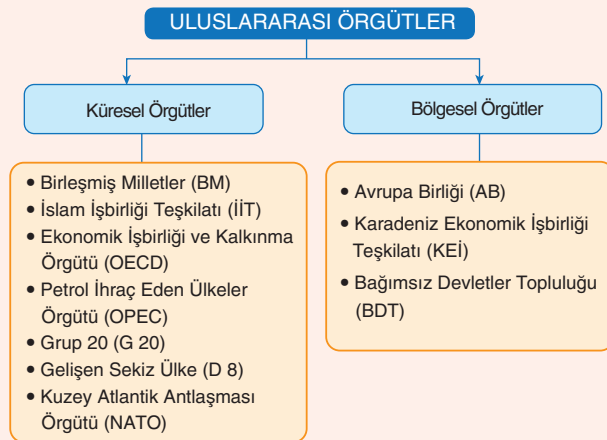 ULUSLARARASI ÖRGÜTLER
Küresel Örgütler
• Birleşmiş Milletler (BM)
• İslam İşbirliği Teşkilatı (İİT)
• Ekonomik İşbirliği ve Kalkınma
Örgütü (OECD)
• Petrol İhraç Eden Ülkeler
Örgütü (OPEC)
• Grup 20 (G 20)
• Gelişen Sekiz Ülke (D 8)
• Kuzey Atlantik Antlaşması
Örgütü (NATO)
Bölgesel Örgütler
• Avrupa Birliği (AB)
• Karadeniz Ekonomik İşbirliği
Teşkilatı (KEİ)
• Bağımsız Devletler Topluluğu
(BDT)